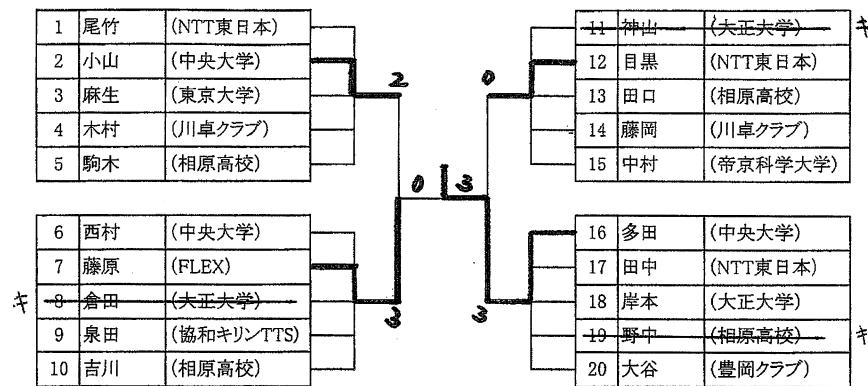 1 尾竹 (NTT東日本)
2 小山 (中央大学)
3 麻生 (東京大学)
4 木村 (川卓クラブ)
5 駒木 (相原高校)
2
6 西村 (中央大学)
7 藤原 (FLEX)
キ 8 倉田 (大正大学)
9 泉田 (協和キリンTTS)
10 吉川 (相原高校)
3
0 3
11 神山 (大正大学) キ
12 目黒 (NTT東日本)
13 田口 (相原高校)
14 藤岡 (川卓クラブ)
15 中村 (帝京科学大学)
0
16 多田 (中央大学)
17 田中 (NTT東日本)
18 岸本 (大正大学)
19 野中 (相原高校) キ
20 大谷 (豊岡クラブ)
3